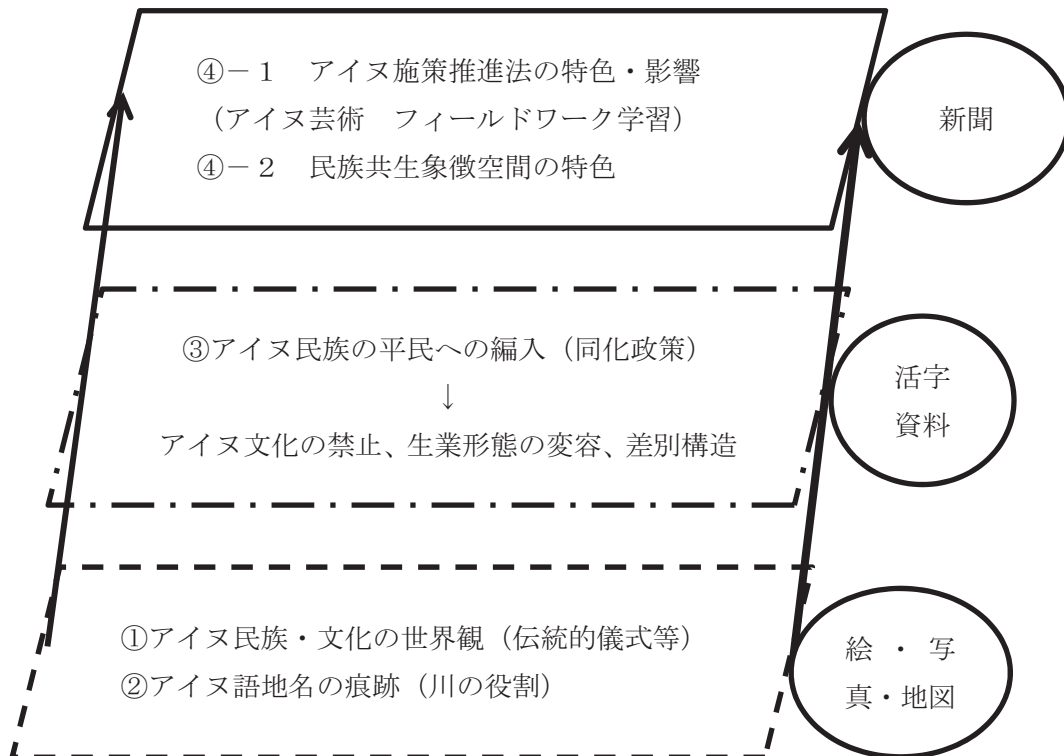 ④－１　アイヌ施策推進法の特色・影響
（アイヌ芸術　フィールドワーク学習）
④－２　民族共生象徴空間の特色
新聞
③アイヌ民族の平民への編入（同化政策）
↓
アイヌ文化の禁止、生業形態の変容、差別構造
活字
資料
①アイヌ民族・文化の世界観（伝統的儀式等）
②アイヌ語地名の痕跡（川の役割）
絵　・　写
真・地図